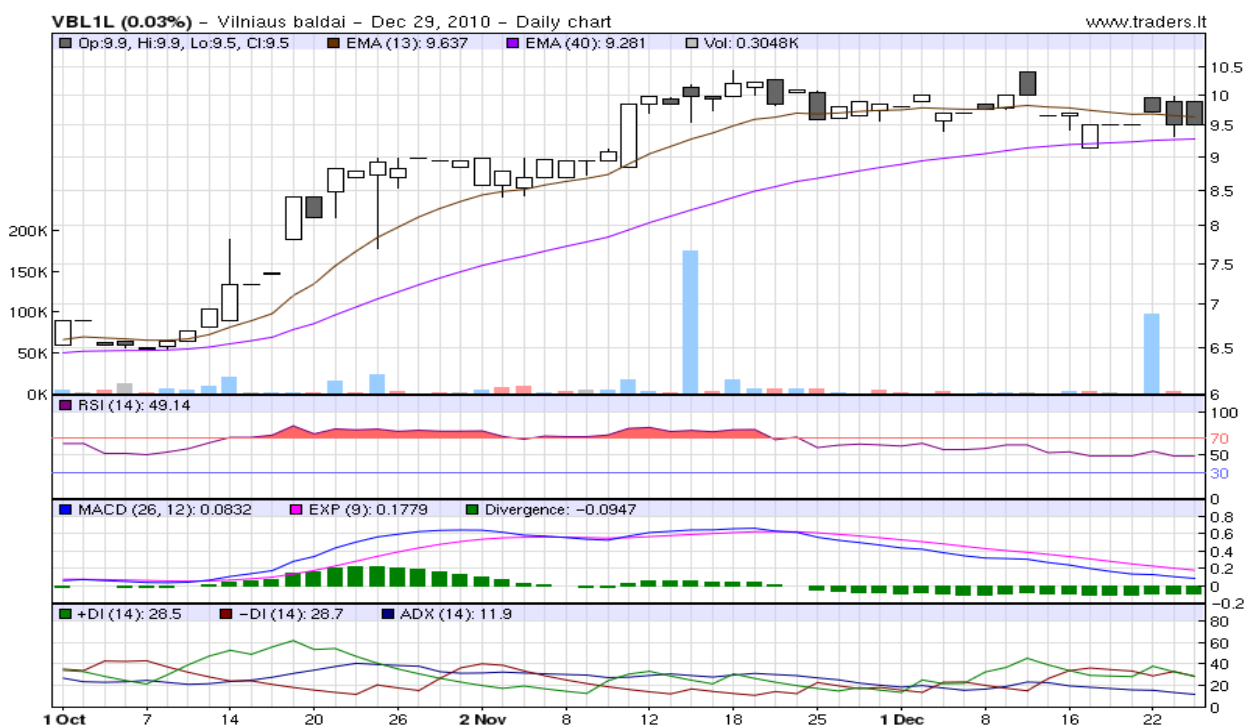 VBL1L (0.03%) – Vilniaus baldai – Dec 29, 2010 – Daily chart www.traders.lt
Op:9.9, Hi:9.9, Lo:9.5, Cl:9.5 EMA (13): 9.637 EMA (40): 9.281 Vol: 0.3048K
10.5
10
9.5
9
8.5
200K 8
150K 7.5
100K 7
50K 6.5
0K 6
RSI (14): 49.14 100
70
50
30
0
MACD (26, 12): 0.0832 EXP (9): 0.1779 Divergence: −0.0947 0.8
0.6
0.4
0.2
0
−0.2
+DI (14): 28.5 −DI (14): 28.7 ADX (14): 11.9 80
60
40
20
0
1 Oct 7 14 20 26 2 Nov 8 12 18 25 1 Dec 8 16 22